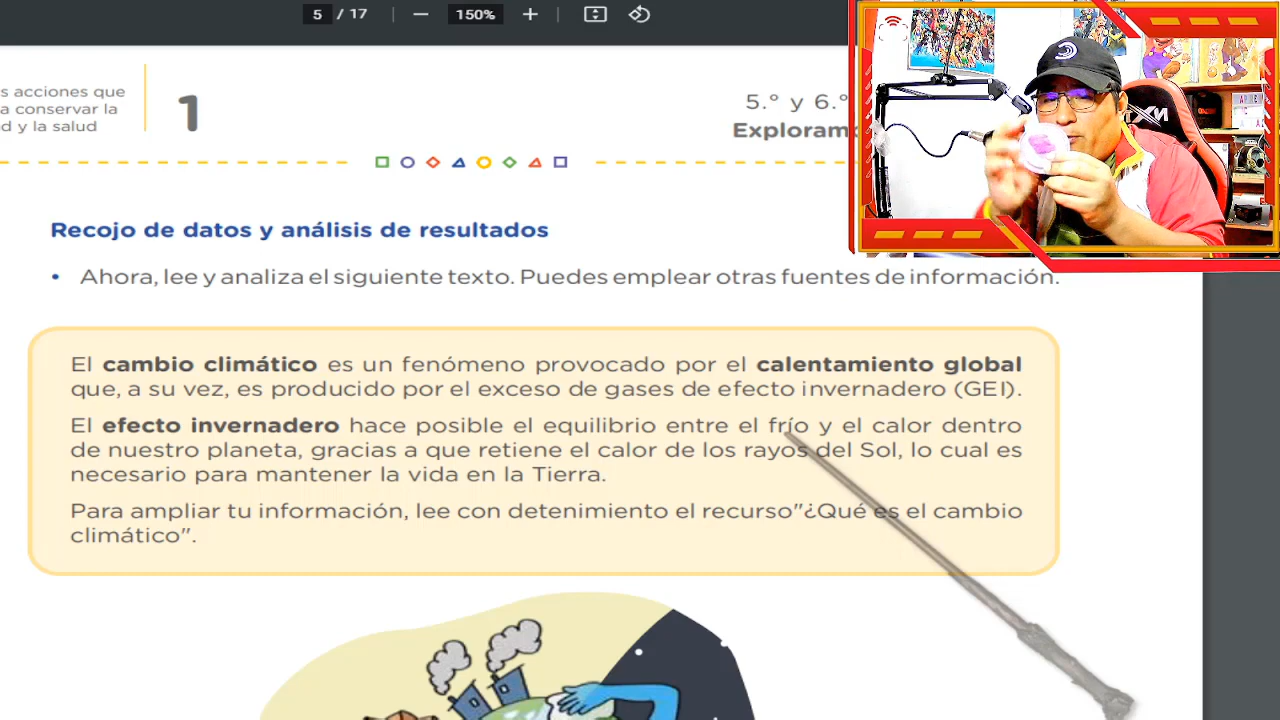 5 / 17
150%
s acciones que
a conservar la
d y la salud
1
5.° y 6.°
Exploram
Recojo de datos y análisis de resultados
• Ahora, lee y analiza el siguiente texto. Puedes emplear otras fuentes de información.
El cambio climático es un fenómeno provocado por el calentamiento global
que, a su vez, es producido por el exceso de gases de efecto invernadero (GEI).
El efecto invernadero hace posible el equilibrio entre el frío y el calor dentro
de nuestro planeta, gracias a que retiene el calor de los rayos del Sol, lo cual es
necesario para mantener la vida en la Tierra.
Para ampliar tu información, lee con detenimiento el recurso"¿Qué es el cambio
climático".